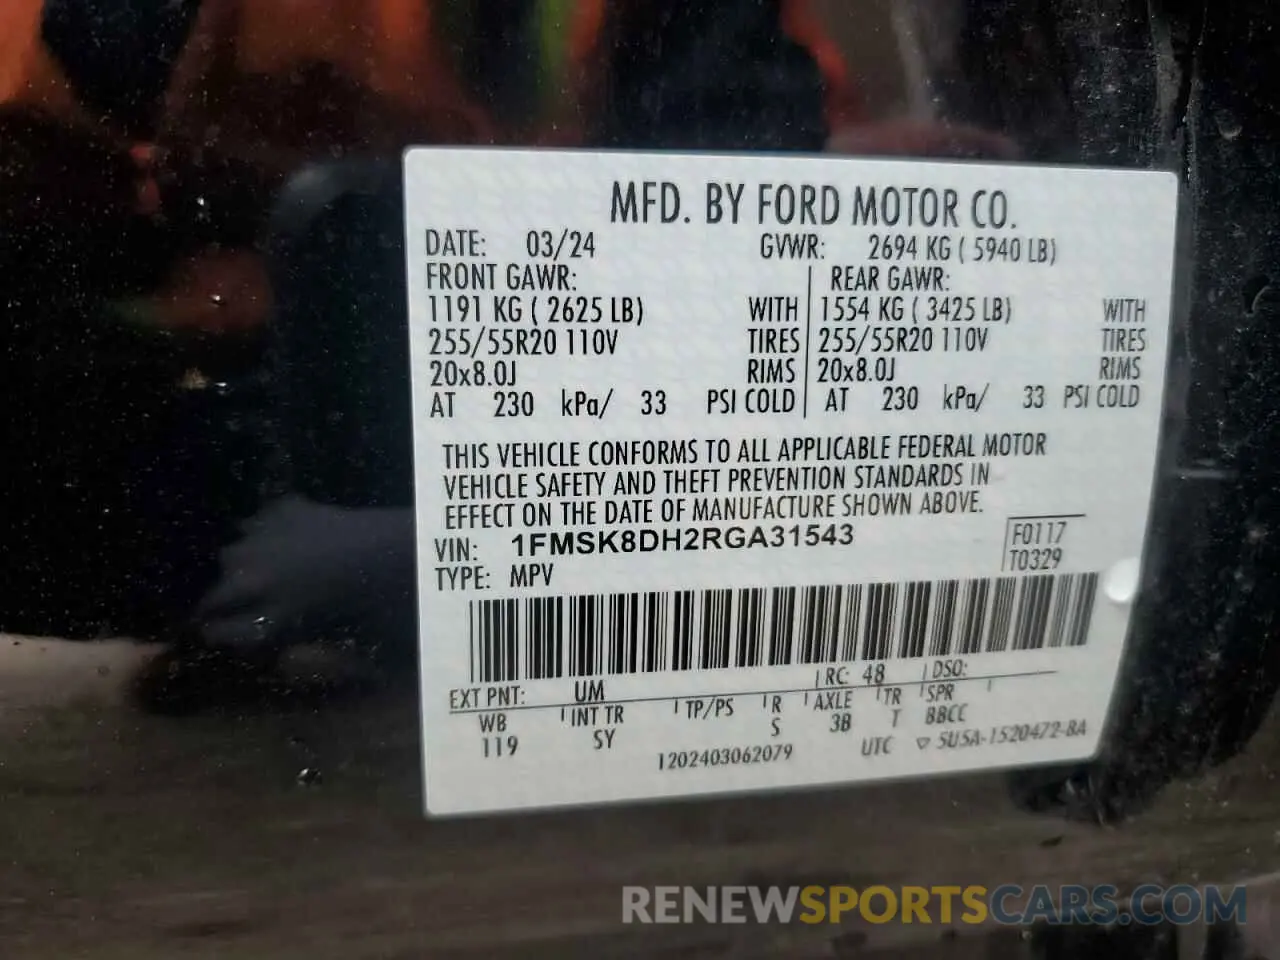 MFD. BY FORD MOTOR CO.
DATE: 03/24 GVWR: 2694 KG ( 5940 LB)
FRONT GAWR: REAR GAWR:
1191 KG ( 2625 LB) WITH 1554 KG ( 3425 LB) WITH
255/55R20 110V TIRES 255/55R20 110V TIRES
20x8.0J RIMS 20x8.0J RIMS
AT 230 kPa/ 33 PSI COLD AT 230 kPa/ 33 PSI COLD
THIS VEHICLE CONFORMS TO ALL APPLICABLE FEDERAL MOTOR
VEHICLE SAFETY AND THEFT PREVENTION STANDARDS IN
EFFECT ON THE DATE OF MANUFACTURE SHOWN ABOVE.
VIN: 1FMSK8DH2RGA31543 F0117
TYPE: MPV T0329
EXT PNT: UM RC: 48 DSO:
WB INT TR TP/PS R AXLE TR SPR
119 SY S 3B T BBCC
1202403062079 UTC ▽ SU5A-1520472-BA
RENEWSPORTSCARS.COM